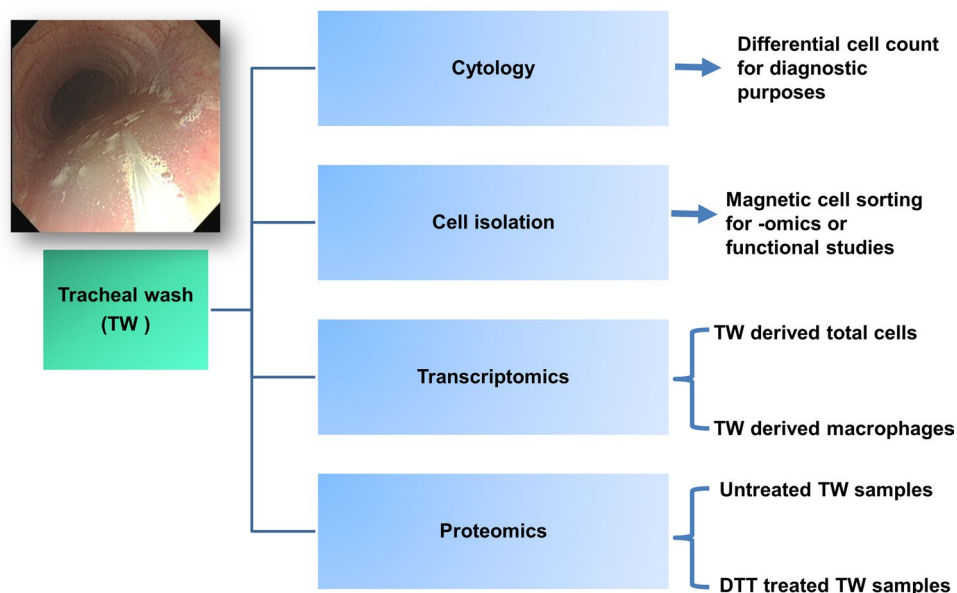 Cytology
Differential cell count
for diagnostic
purposes
Cell isolation
Magnetic cell sorting
for -omics or
functional studies
Tracheal wash
(TW )
Transcriptomics
TW derived total cells
TW derived macrophages
Proteomics
Untreated TW samples
DTT treated TW samples